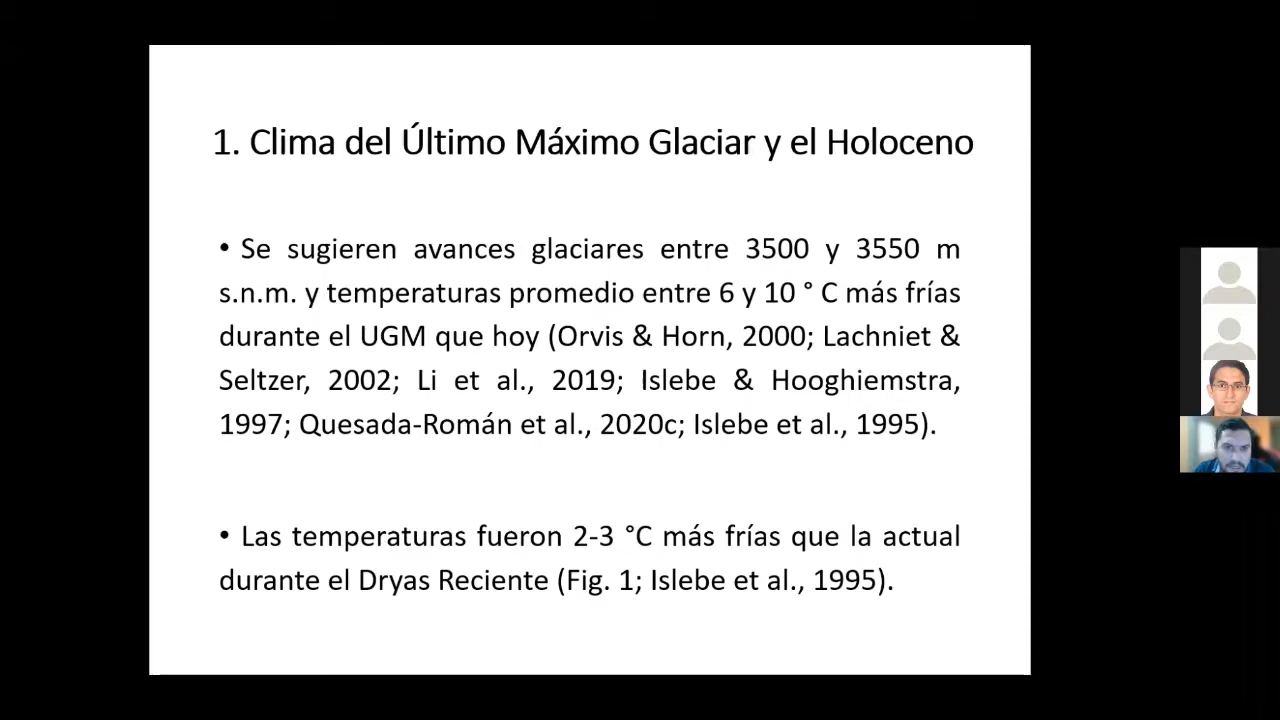 1. Clima del Último Máximo Glaciar y el Holoceno
• Se sugieren avances glaciares entre 3500 y 3550 m
s.n.m. y temperaturas promedio entre 6 y 10 ° C más frías
durante el UGM que hoy (Orvis & Horn, 2000; Lachniet &
Seltzer, 2002; Li et al., 2019; Islebe & Hooghiemstra,
1997; Quesada-Román et al., 2020c; Islebe et al., 1995).
• Las temperaturas fueron 2-3 °C más frías que la actual
durante el Dryas Reciente (Fig. 1; Islebe et al., 1995).